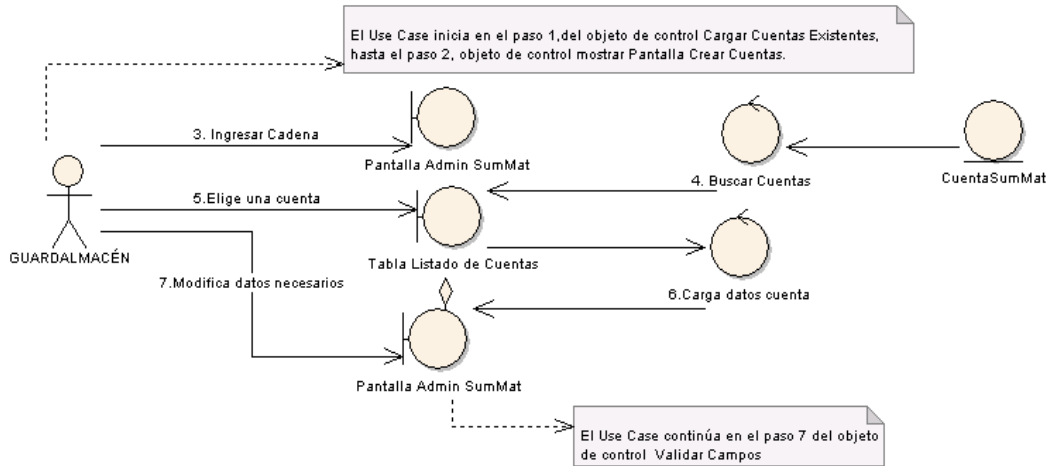 El Use Case inicia en el paso 1,del objeto de control Cargar Cuentas Existentes,
hasta el paso 2, objeto de control mostrar Pantalla Crear Cuentas.
3. Ingresar Cadena
Pantalla Admin SumMat
4. Buscar Cuentas
CuentaSumMat
5.Elige una cuenta
GUARDALMACÉN
Tabla Listado de Cuentas
7.Modifica datos necesarios
6.Carga datos cuenta
Pantalla Admin SumMat
El Use Case continúa en el paso 7 del objeto
de control Validar Campos